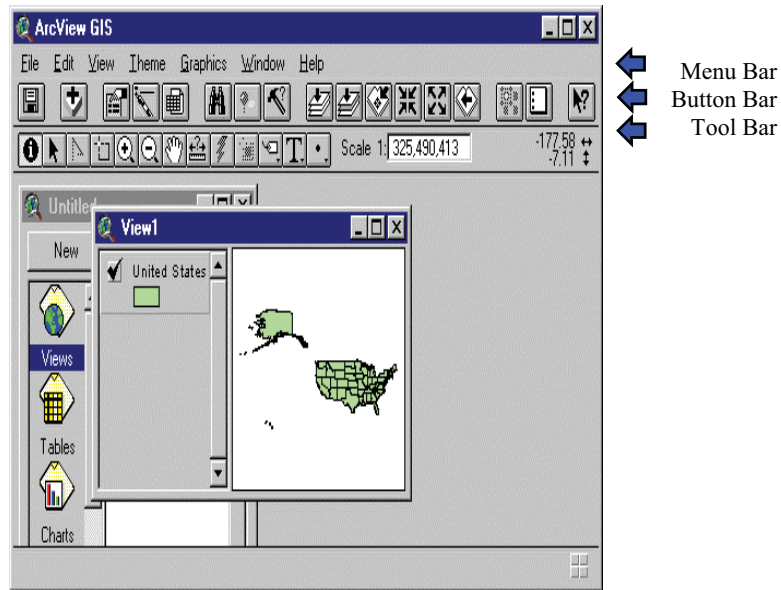 ArcView GIS
File Edit View Theme Graphics Window Help
Menu Bar
Button Bar
Tool Bar
Scale 1: 325,490,413
-177.58
-7.11
Untitled
New
View1
United States
Views
Tables
Charts